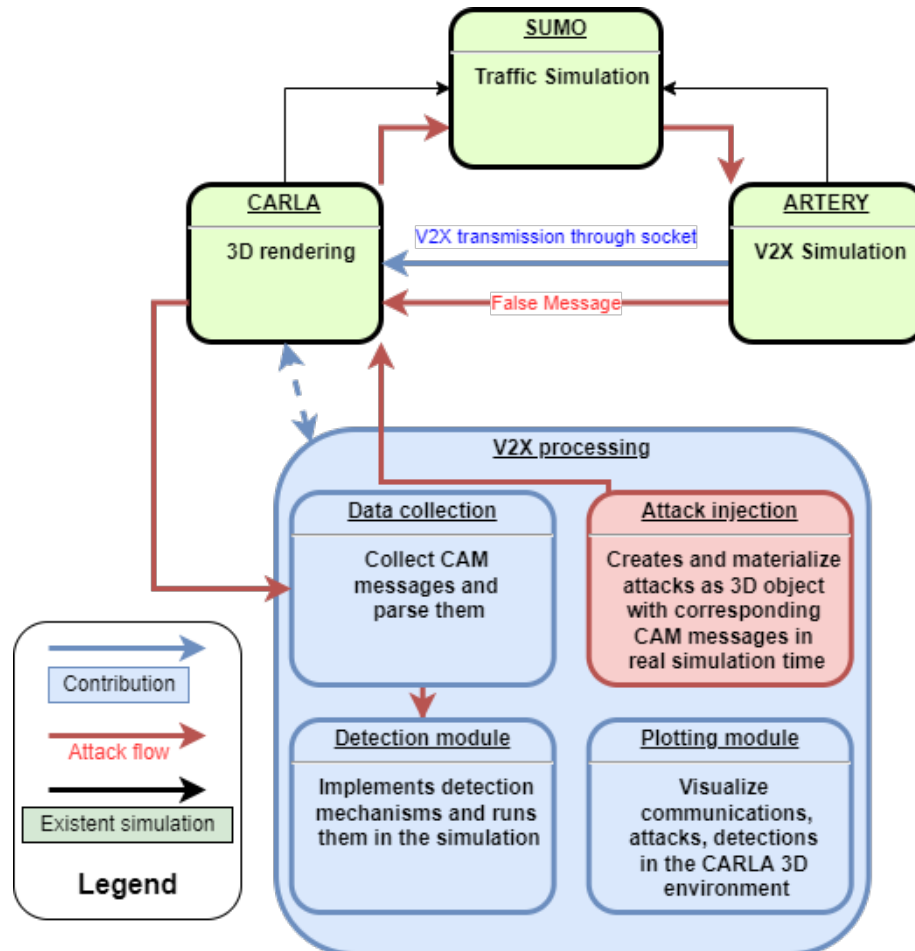 SUMO
Traffic Simulation
CARLA
3D rendering
ARTERY
V2X Simulation
V2X transmission through socket
False Message
V2X processing
Data collection
Collect CAM
messages and
parse them
Attack injection
Creates and materialize
attacks as 3D object
with corresponding
CAM messages in
real simulation time
Detection module
Implements detection
mechanisms and runs
them in the simulation
Plotting module
Visualize
communications,
attacks, detections
in the CARLA 3D
environment
Contribution
Attack flow
Existent simulation
Legend